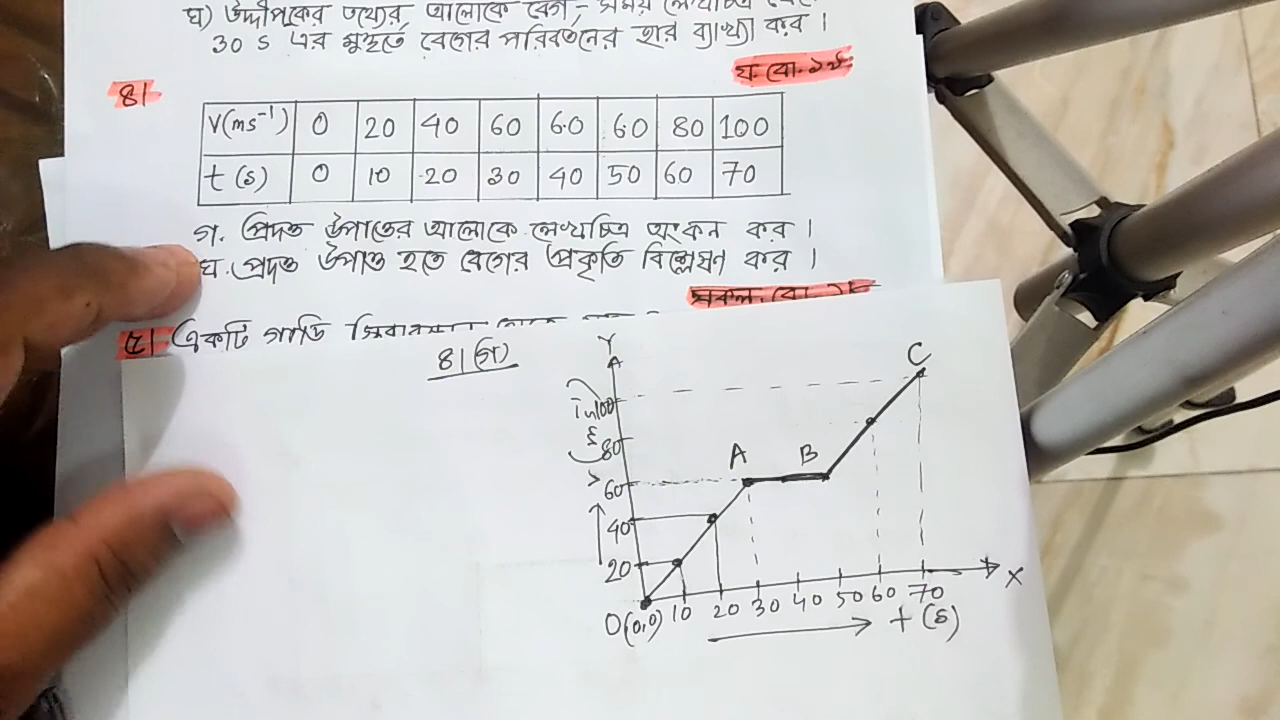 ঘ) উদ্দীপকের তথ্যের আলোকে বেগ - সময়
30 s এর মুহূর্তে বেগের পরিবর্তনের হার ব্যাখ্যা কর।
য. বো. ১৯
৪।
V(ms⁻¹) 0 20 40 60 60 60 80 100
t (s) 0 10 20 30 40 50 60 70
গ. প্রদত্ত উপাত্তের আলোকে লেখচিত্র অংকন কর।
ঘ. প্রদত্ত উপাত্ত হতে বেগের প্রকৃতি বিশ্লেষণ কর।
সকল. বো. ১৮
৫। একটি গাড়ি
৪। (গ)
Y
C
100
80
A B
V
60
40
20
O(0,0) 10 20 30 40 50 60 70 X
t (s)